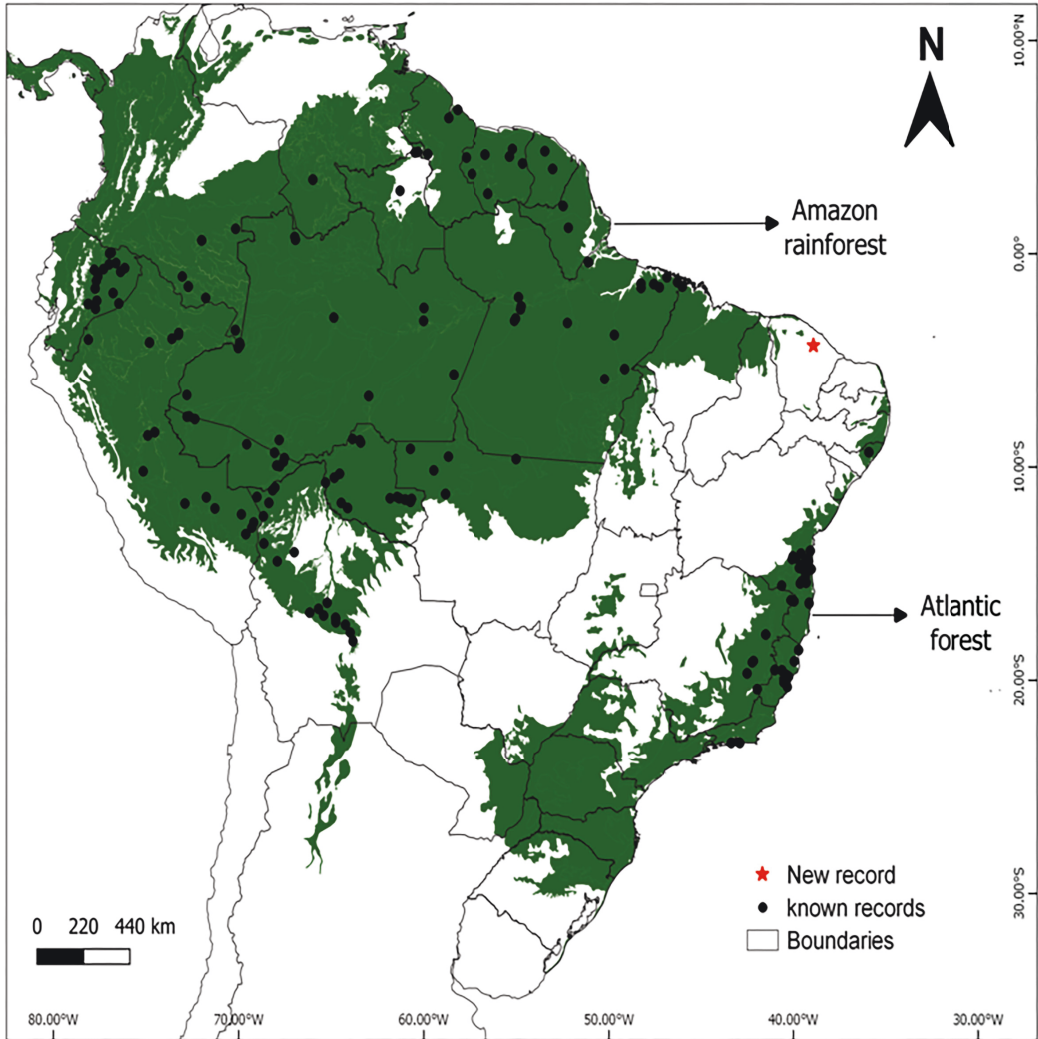 10.00°N
N
Amazon
rainforest
0.00°
10.00°S
Atlantic
forest
20.00°S
New record
known records
Boundaries
30.00°S
0 220 440 km
80.00°W 70.00°W 60.00°W 50.00°W 40.00°W 30.00°W